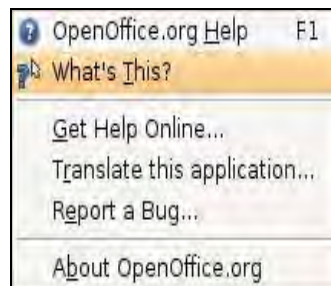 OpenOffice.org Help F1
What's This?
Get Help Online...
Translate this application...
Report a Bug...
About OpenOffice.org